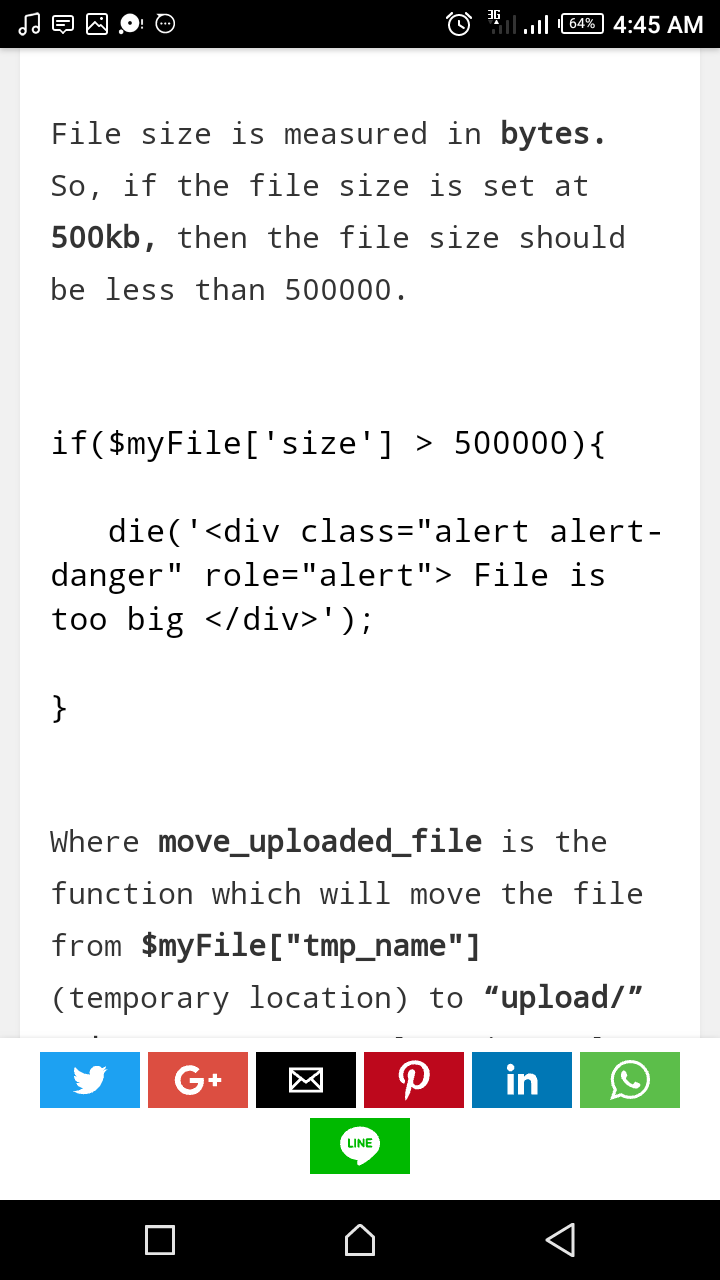 3G
64% 4:45 AM
File size is measured in bytes.
So, if the file size is set at
500kb, then the file size should
be less than 500000.
if($myFile['size'] > 500000){
die('<div class="alert alert-
danger" role="alert"> File is
too big </div>');
}
Where move_uploaded_file is the
function which will move the file
from $myFile["tmp_name"]
(temporary location) to “upload/”
G+
in
LINE